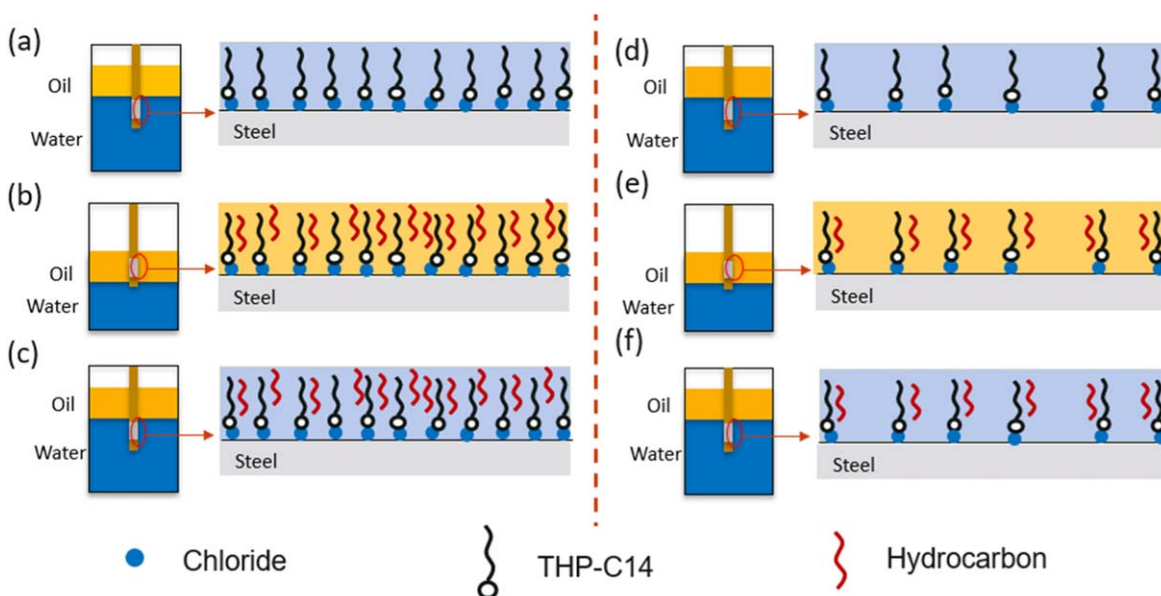 (a)
Oil
Water
Steel
(b)
Oil
Water
Steel
(c)
Oil
Water
Steel
(d)
Oil
Water
Steel
(e)
Oil
Water
Steel
(f)
Oil
Water
Steel
Chloride
THP-C14
Hydrocarbon